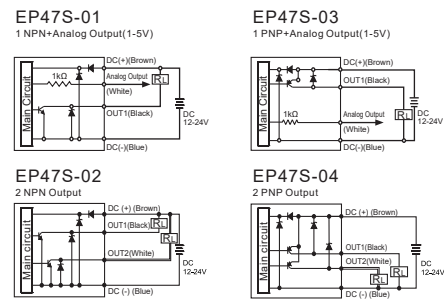 EP47S-01
1 NPN+Analog Output(1-5V)
DC(+)(Brown)
1kΩ
Analog Output
RL
(White)
OUT1(Black)
DC
12-24V
Main Circuit
DC(-)(Blue)
EP47S-03
1 PNP+Analog Output(1-5V)
DC(+)(Brown)
OUT1(Black)
1kΩ
Analog Output
RL
(White)
DC
12-24V
Main Circuit
DC(-)(Blue)
EP47S-02
2 NPN Output
DC (+) (Brown)
OUT1(Black)
RL
RL
OUT2(White)
DC
12-24V
Main circuit
DC (-) (Blue)
EP47S-04
2 PNP Output
DC (+) (Brown)
OUT1(Black)
OUT2(White)
RL
RL
DC
12-24V
Main circuit
DC (-) (Blue)